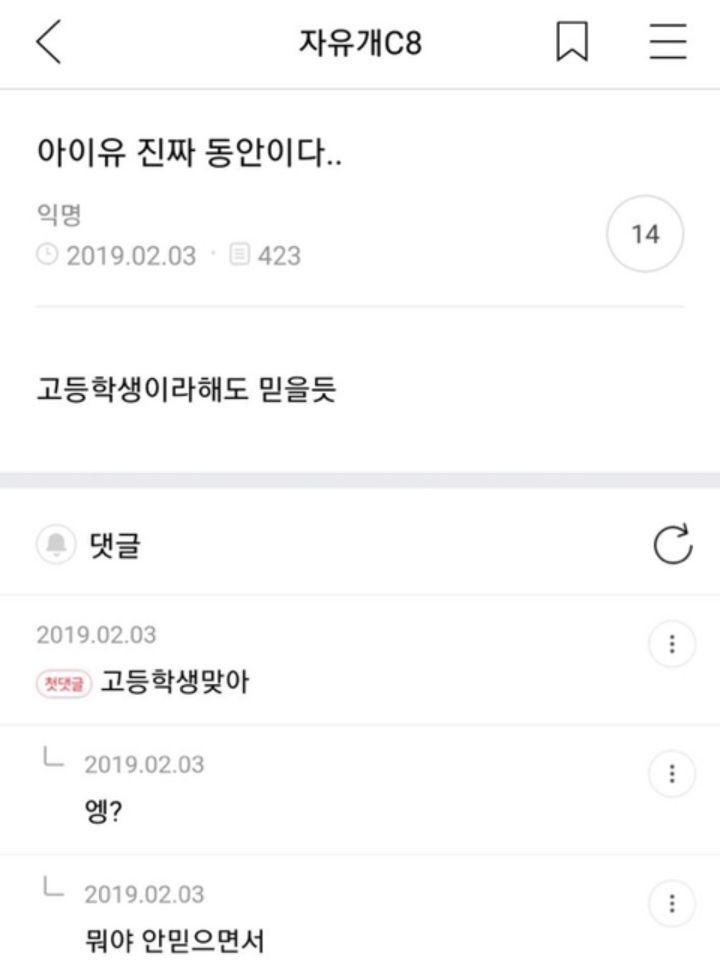 자유개C8
아이유 진짜 동안이다..
익명
2019.02.03 · 423
14
고등학생이라해도 믿을듯
댓글
2019.02.03
첫댓글 고등학생맞아
2019.02.03
엥?
2019.02.03
뭐야 안믿으면서